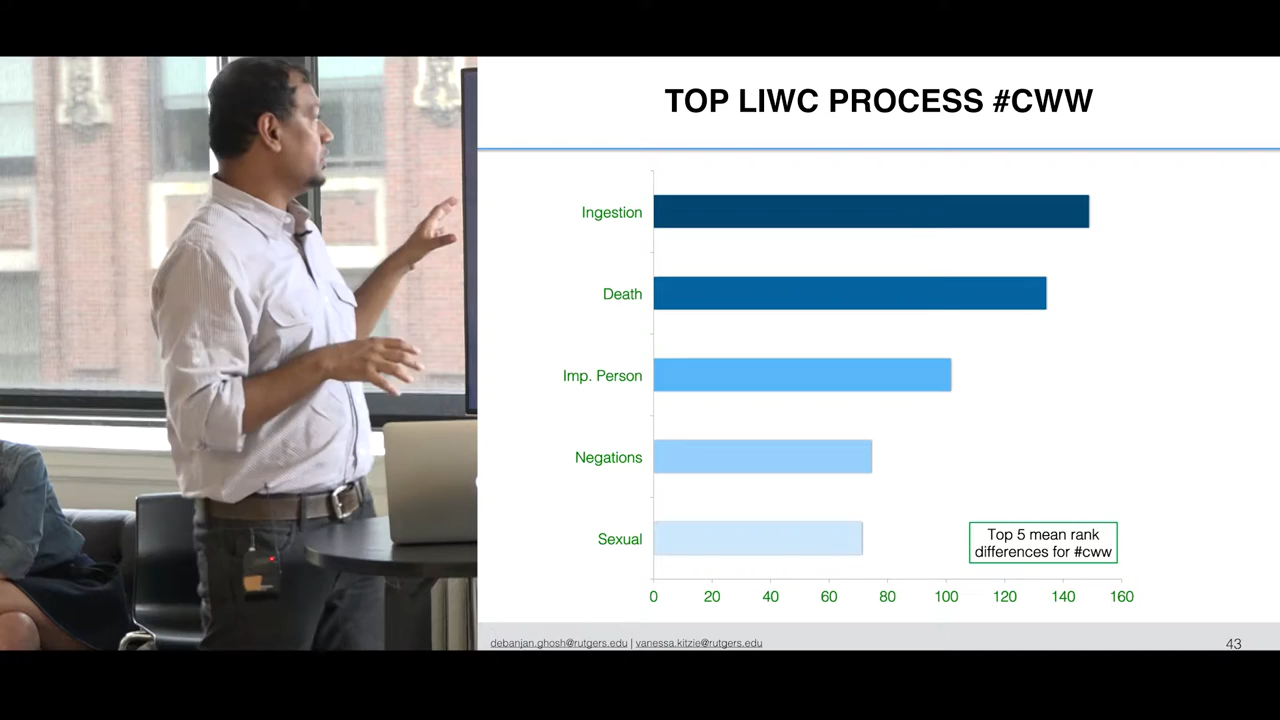 TOP LIWC PROCESS #CWW
Ingestion
Death
Imp. Person
Negations
Sexual
Top 5 mean rank
differences for #cww
0 20 40 60 80 100 120 140 160
debanjan.ghosh@rutgers.edu | vanessa.kitzie@rutgers.edu
43